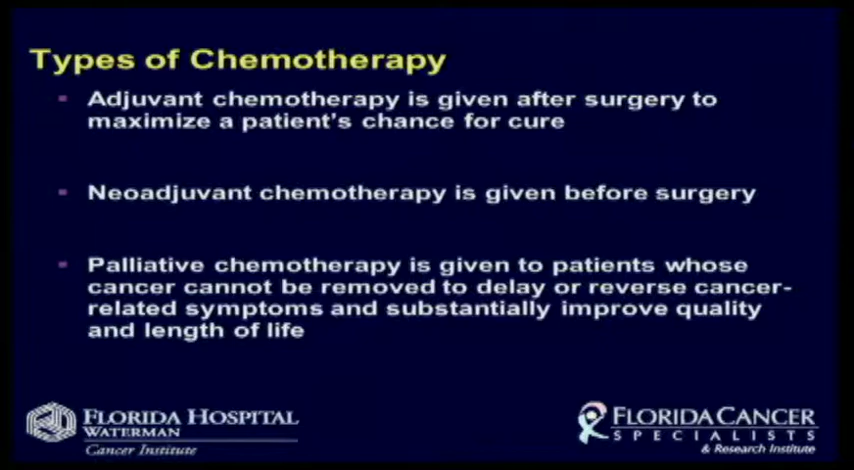 Types of Chemotherapy
Adjuvant chemotherapy is given after surgery to
maximize a patient's chance for cure
Neoadjuvant chemotherapy is given before surgery
Palliative chemotherapy is given to patients whose
cancer cannot be removed to delay or reverse cancer-
related symptoms and substantially improve quality
and length of life
FLORIDA HOSPITAL
WATERMAN
Cancer Institute
FLORIDA CANCER
SPECIALISTS
& Research Institute